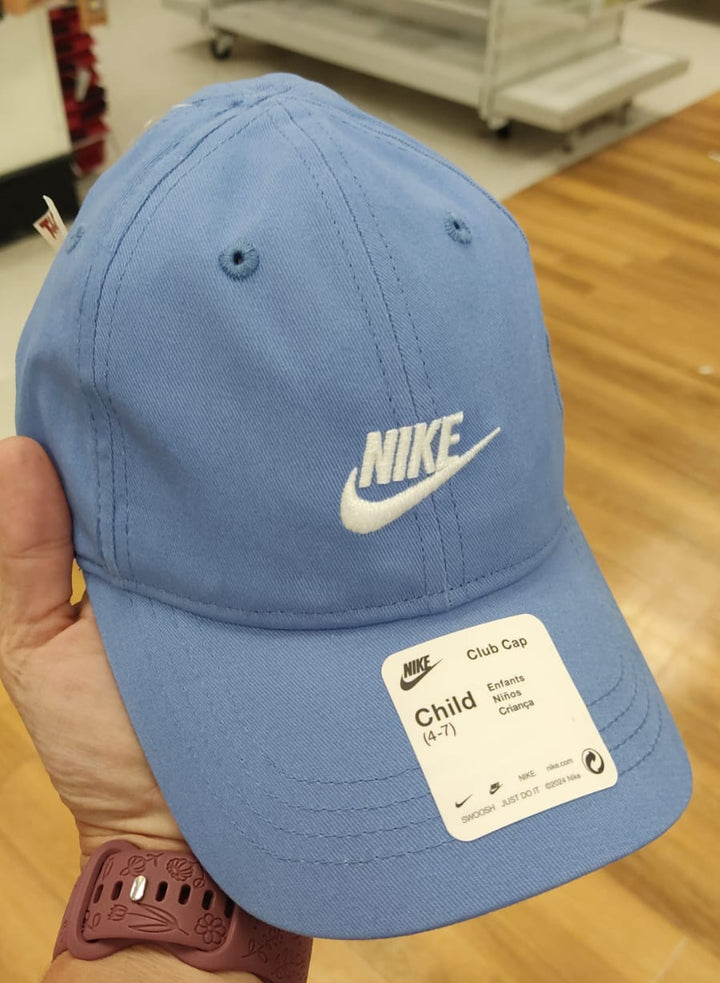 NIKE
NIKE
Club Cap
Child
(4-7)
Enfants
Niños
Criança
NIKE nike.com
SWOOSH JUST DO IT ©2024 Nike